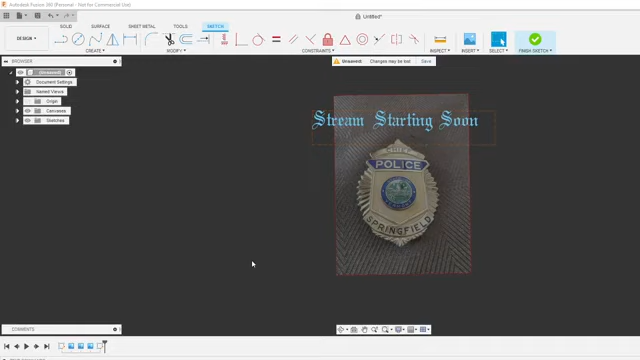 Autodesk Fusion 360 (Personal - Not for Commercial Use)
Untitled*
SOLID SURFACE SHEET METAL TOOLS SKETCH
DESIGN
CREATE MODIFY CONSTRAINTS INSPECT INSERT SELECT FINISH SKETCH
BROWSER
Unsaved: Changes may be lost Save
(Unsaved)
Document Settings
Named Views
Origin
Canvases
Sketches
Stream Starting Soon
CHIEF
POLICE
SPRINGFIELD
COMMENTS